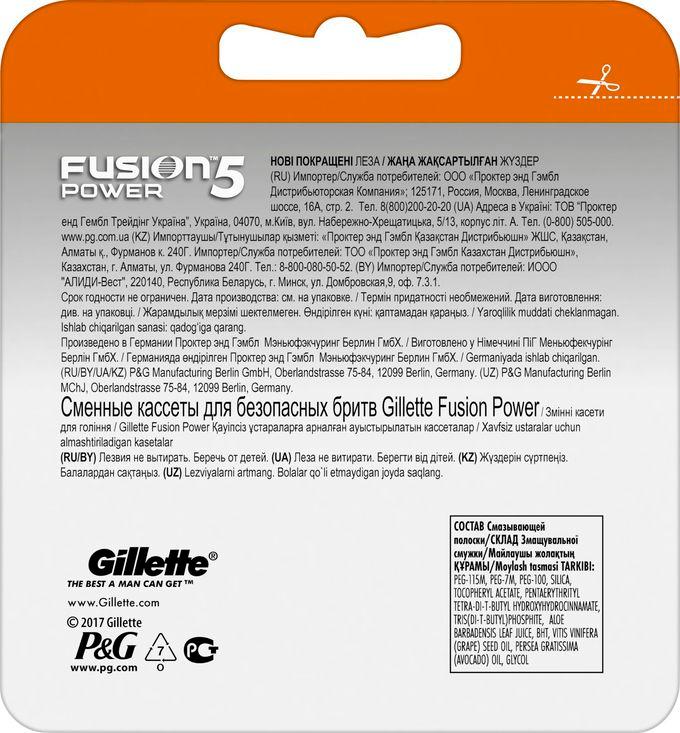 FUSION™5
POWER
НОВІ ПОКРАЩЕНІ ЛЕЗА / ЖАҢА ЖАҚСАРТЫЛҒАН ЖҮЗДЕР
(RU) Импортер/Служба потребителей: ООО «Проктер энд Гэмбл
Дистрибьюторская Компания»; 125171, Россия, Москва, Ленинградское
шоссе, 16А, стр. 2. Тел. 8(800)200-20-20 (UA) Адреса в Україні: ТОВ "Проктер
енд Гембл Трейдінг Україна", Україна, 04070, м.Київ, вул. Набережно-Хрещатицька, 5/13, корпус літ. А. Тел. (0-800) 505-000.
www.pg.com.ua (KZ) Импорттаушы/Тұтынушылар қызметі: «Проктер энд Гэмбл Қазақстан Дистрибьюшн» ЖШС, Қазақстан,
Алматы қ., Фурманов к. 240Г. Импортер/Служба потребителей: ТОО «Проктер энд Гэмбл Казахстан Дистрибьюшн»,
Казахстан, г. Алматы, ул. Фурманова 240Г. Тел.: 8-800-080-50-52. (BY) Импортер/Служба потребителей: ИООО
"АЛИДИ-Вест", 220140, Республика Беларусь, г. Минск, ул. Домбровская,9, оф. 7.3.1.
Срок годности не ограничен. Дата производства: см. на упаковке. / Термін придатності необмежений. Дата виготовлення:
див. на упаковці. / Жарамдылық мерзімі шектелмеген. Өндірілген күні: қаптамадан қараңыз. / Yaroqlilik muddati cheklanmagan.
Ishlab chiqarilgan sanasi: qadog'iga qarang.
Произведено в Германии Проктер энд Гэмбл Мэньюфэкчуринг Берлин ГмбХ. / Виготовлено у Німеччині ПіГ Меньюфекчурінг
Берлін ГмбХ. / Германияда өндірілген Проктер энд Гэмбл Мэньюфэкчуринг Берлин ГмбХ. / Germaniyada ishlab chiqarilgan.
(RU/BY/UA/KZ) P&G Manufacturing Berlin GmbH, Oberlandstrasse 75-84, 12099 Berlin, Germany. (UZ) P&G Manufacturing Berlin
MChJ, Oberlandstrasse 75-84, 12099 Berlin, Germany.
Сменные кассеты для безопасных бритв Gillette Fusion Power / Змінні касети
для гоління / Gillette Fusion Power Қауіпсіз ұстараларға арналған ауыстырылатын кассеталар / Xavfsiz ustaralar uchun
almashtiriladigan kasetalar
(RU/BY) Лезвия не вытирать. Беречь от детей. (UA) Леза не витирати. Берегти від дітей. (KZ) Жүздерін сүртпеңіз.
Балалардан сақтаңыз. (UZ) Lezviyalarni artmang. Bolalar qo`li etmaydigan joyda saqlang.
Gillette®
THE BEST A MAN CAN GET™
www.Gillette.com
© 2017 Gillette
P&G
www.pg.com
7
O
РСТ
СОСТАВ Смазывающей
полоски/СКЛАД Змащувальної
смужки/Майлаушы жолақтың
ҚҰРАМЫ/Moylash tasmasi TARKIBI:
PEG-115M, PEG-7M, PEG-100, SILICA,
TOCOPHERYL ACETATE, PENTAERYTHRITYL
TETRA-DI-T-BUTYL HYDROXYHYDROCINNAMATE,
TRIS(DI-T-BUTYL)PHOSPHITE, ALOE
BARBADENSIS LEAF JUICE, BHT, VITIS VINIFERA
(GRAPE) SEED OIL, PERSEA GRATISSIMA
(AVOCADO) OIL, GLYCOL